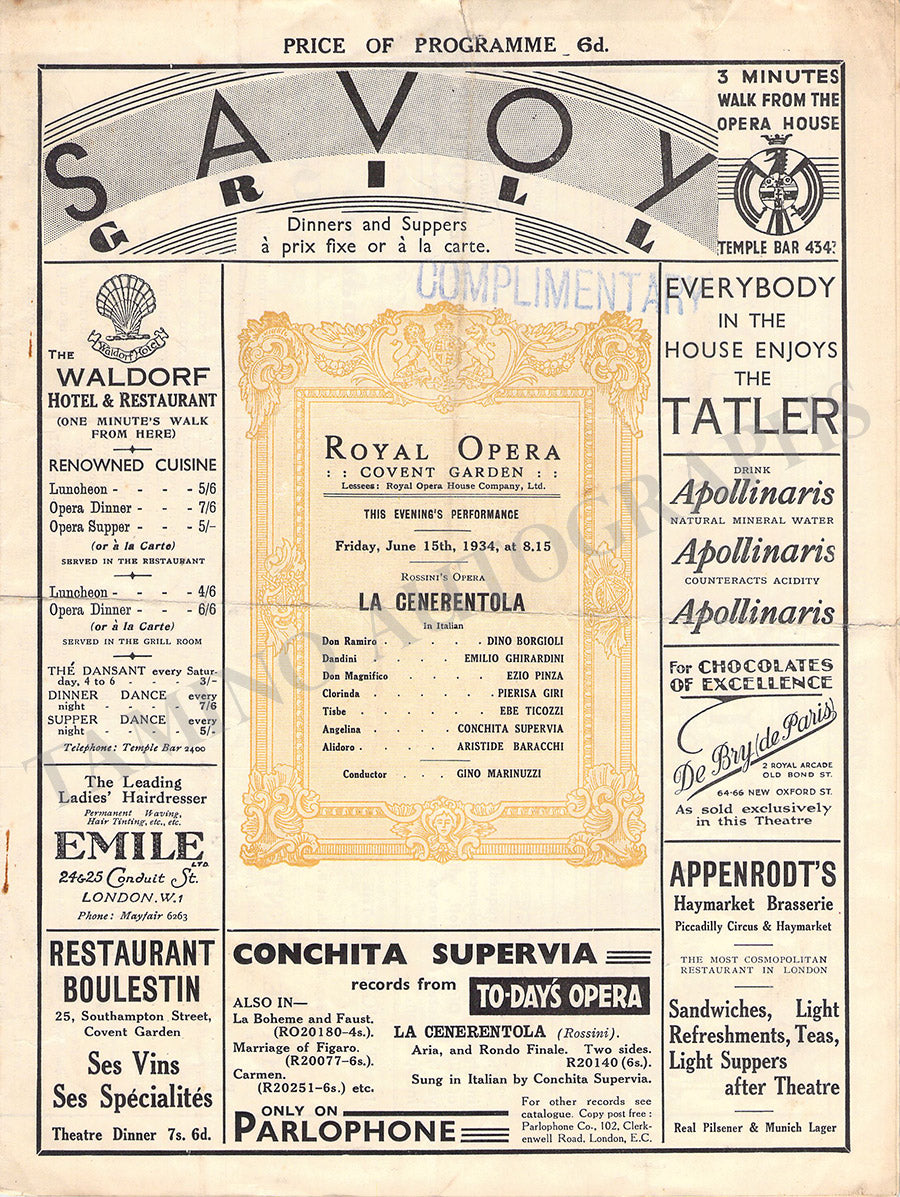 PRICE OF PROGRAMME 6d.
SAVOY
GRILL
Dinners and Suppers
à prix fixe or à la carte.
3 MINUTES
WALK FROM THE
OPERA HOUSE
TEMPLE BAR 4343
COMPLIMENTARY
Waldorf Hotel
THE
WALDORF
HOTEL & RESTAURANT
(ONE MINUTE'S WALK
FROM HERE)
RENOWNED CUISINE
Luncheon - - - - 5/6
Opera Dinner - - - 7/6
Opera Supper - - - 5/-
(or à la Carte)
SERVED IN THE RESTAURANT
Luncheon - - - - 4/6
Opera Dinner - - - 6/6
(or à la Carte)
SERVED IN THE GRILL ROOM
THÉ DANSANT every Satur-
day, 4 to 6 - - - 3/-
DINNER DANCE every
night - - - - 7/6
SUPPER DANCE every
night - - - - 5/-
Telephone: Temple Bar 2400
The Leading
Ladies' Hairdresser
Permanent Waving,
Hair Tinting, etc., etc.
EMILE LTD.
24 & 25 Conduit St.
LONDON. W.1
Phone: Mayfair 6263
RESTAURANT
BOULESTIN
25, Southampton Street,
Covent Garden
Ses Vins
Ses Spécialités
Theatre Dinner 7s. 6d.
ROYAL OPERA
: : COVENT GARDEN : :
Lessees: Royal Opera House Company, Ltd.
THIS EVENING'S PERFORMANCE
Friday, June 15th, 1934, at 8.15
ROSSINI'S OPERA
LA CENERENTOLA
In Italian
Don Ramiro . . . . . . DINO BORGIOLI
Dandini . . . . . EMILIO GHIRARDINI
Don Magnifico . . . . . EZIO PINZA
Clorinda . . . . . . PIERISA GIRI
Tisbe . . . . . . EBE TICOZZI
Angelina . . . . . CONCHITA SUPERVIA
Alidoro . . . . . ARISTIDE BARACCHI
Conductor . . . GINO MARINUZZI
CONCHITA SUPERVIA
records from
TO-DAY'S OPERA
ALSO IN—
La Boheme and Faust.
(RO20180-4s.).
Marriage of Figaro.
(R20077-6s.).
Carmen.
(R20251-6s.) etc.
LA CENERENTOLA (Rossini).
Aria, and Rondo Finale. Two sides.
R20140 (6s.).
Sung in Italian by Conchita Supervia.
ONLY ON
PARLOPHONE
For other records see
catalogue. Copy post free :
Parlophone Co., 102, Clerk-
enwell Road, London, E.C.
EVERYBODY
IN THE
HOUSE ENJOYS
THE
TATLER
DRINK
Apollinaris
NATURAL MINERAL WATER
Apollinaris
COUNTERACTS ACIDITY
Apollinaris
For CHOCOLATES
OF EXCELLENCE
De Bry (de Paris)
2 ROYAL ARCADE
OLD BOND ST.
64-66 NEW OXFORD ST.
As sold exclusively
in this Theatre
APPENRODT'S
Haymarket Brasserie
Piccadilly Circus & Haymarket
THE MOST COSMOPOLITAN
RESTAURANT IN LONDON
Sandwiches, Light
Refreshments, Teas,
Light Suppers
after Theatre
Real Pilsener & Munich Lager
TAMINO AUTOGRAPHS